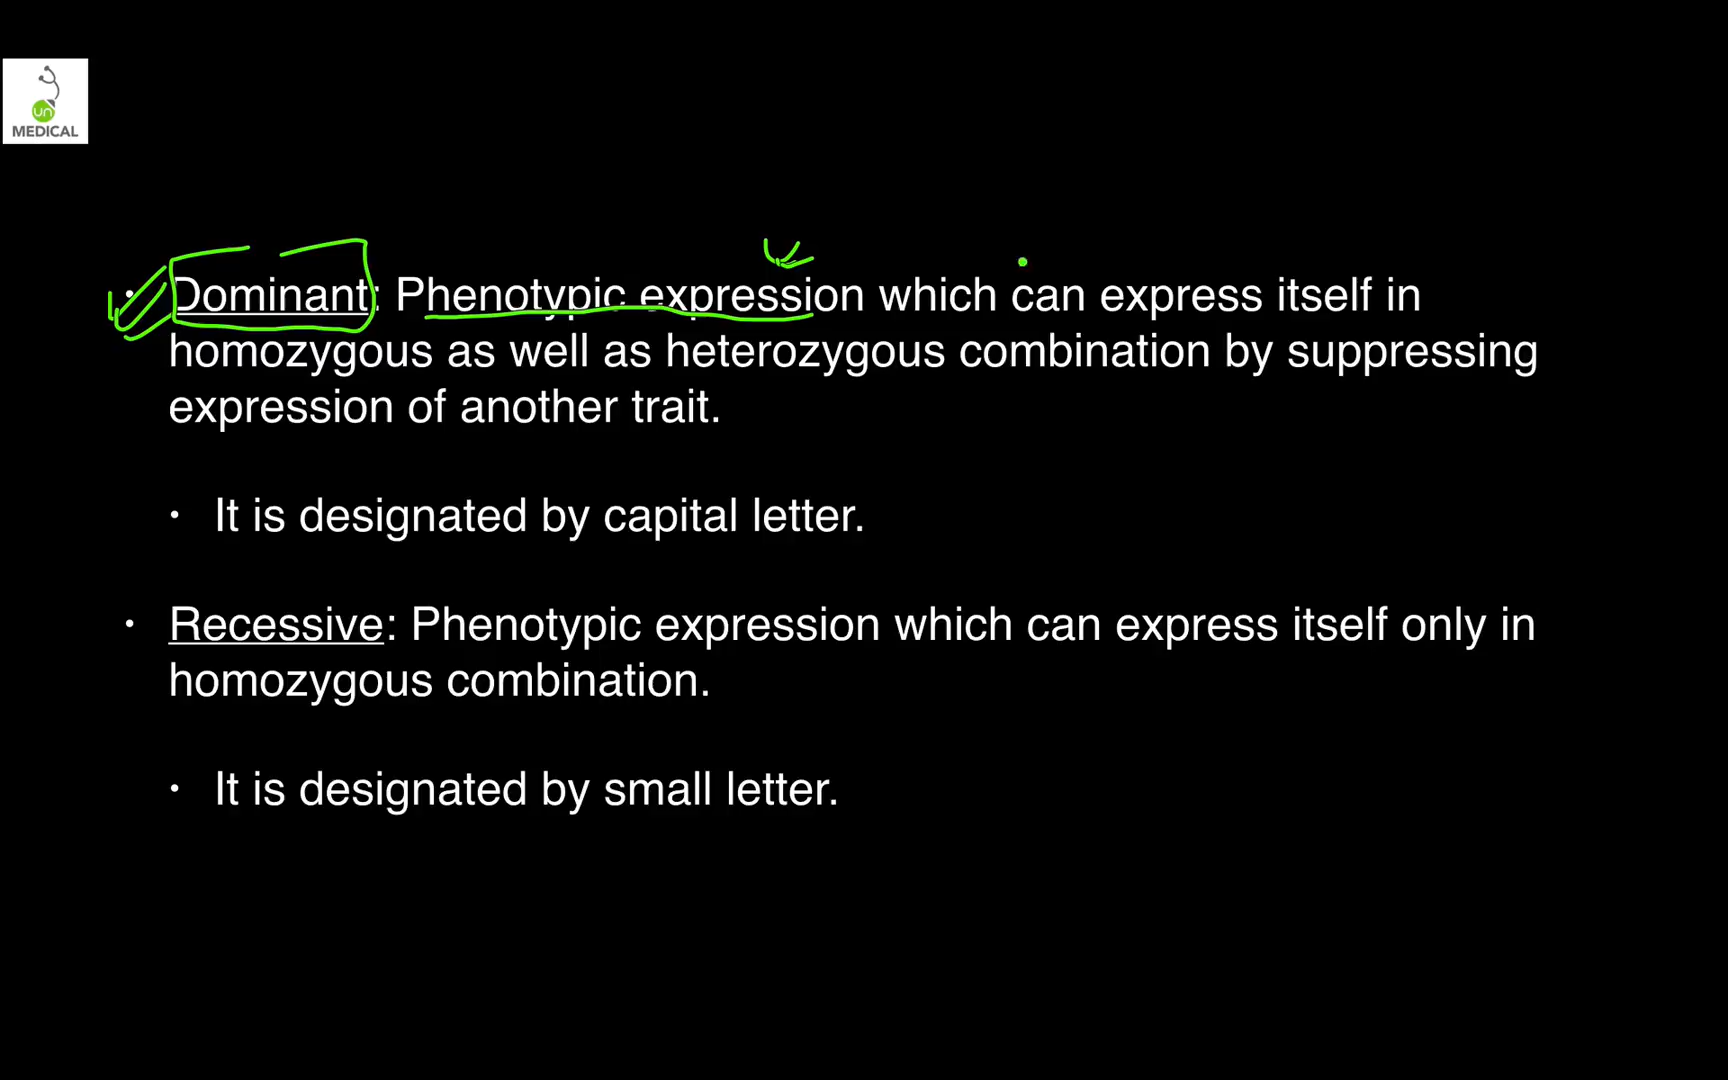 un
MEDICAL
• Dominant: Phenotypic expression which can express itself in
homozygous as well as heterozygous combination by suppressing
expression of another trait.
• It is designated by capital letter.
• Recessive: Phenotypic expression which can express itself only in
homozygous combination.
• It is designated by small letter.